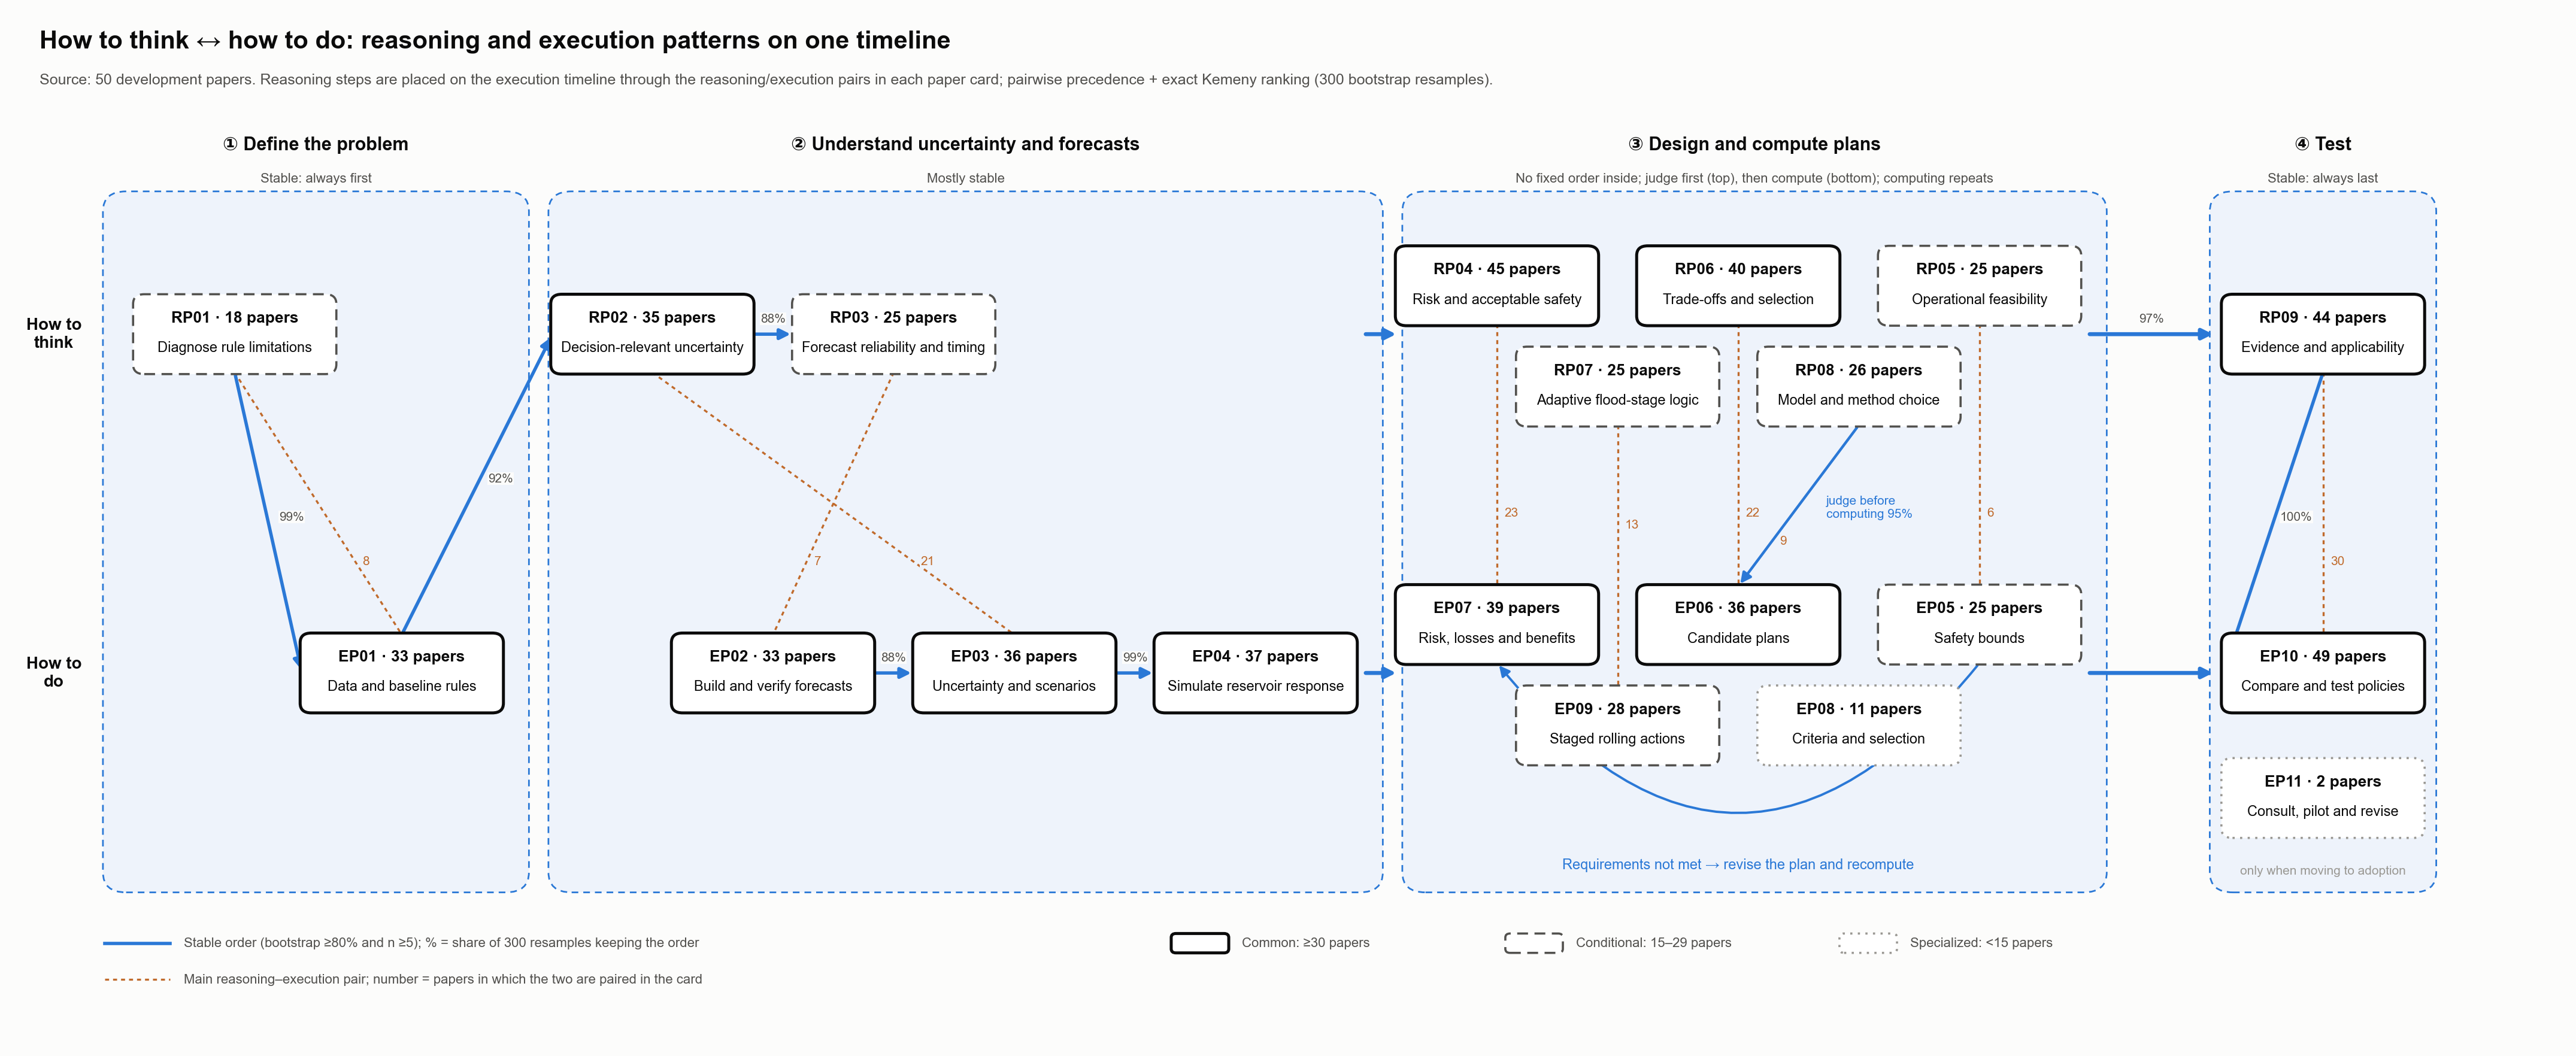 How to think ↔ how to do: reasoning and execution patterns on one timeline
Source: 50 development papers. Reasoning steps are placed on the execution timeline through the reasoning/execution pairs in each paper card; pairwise precedence + exact Kemeny ranking (300 bootstrap resamples).
① Define the problem
Stable: always first
② Understand uncertainty and forecasts
Mostly stable
③ Design and compute plans
No fixed order inside; judge first (top), then compute (bottom); computing repeats
④ Test
Stable: always last
How to
think
RP01 · 18 papers
Diagnose rule limitations
RP02 · 35 papers
Decision-relevant uncertainty
88%
RP03 · 25 papers
Forecast reliability and timing
RP04 · 45 papers
Risk and acceptable safety
RP06 · 40 papers
Trade-offs and selection
RP05 · 25 papers
Operational feasibility
RP07 · 25 papers
Adaptive flood-stage logic
RP08 · 26 papers
Model and method choice
97%
RP09 · 44 papers
Evidence and applicability
99%
8
92%
7
21
23
13
22
9
judge before
computing 95%
6
100%
30
How to
do
EP01 · 33 papers
Data and baseline rules
EP02 · 33 papers
Build and verify forecasts
88%
EP03 · 36 papers
Uncertainty and scenarios
99%
EP04 · 37 papers
Simulate reservoir response
EP07 · 39 papers
Risk, losses and benefits
EP06 · 36 papers
Candidate plans
EP05 · 25 papers
Safety bounds
EP09 · 28 papers
Staged rolling actions
EP08 · 11 papers
Criteria and selection
EP10 · 49 papers
Compare and test policies
EP11 · 2 papers
Consult, pilot and revise
Requirements not met → revise the plan and recompute
only when moving to adoption
Stable order (bootstrap ≥80% and n ≥5); % = share of 300 resamples keeping the order
Common: ≥30 papers
Conditional: 15–29 papers
Specialized: <15 papers
Main reasoning–execution pair; number = papers in which the two are paired in the card